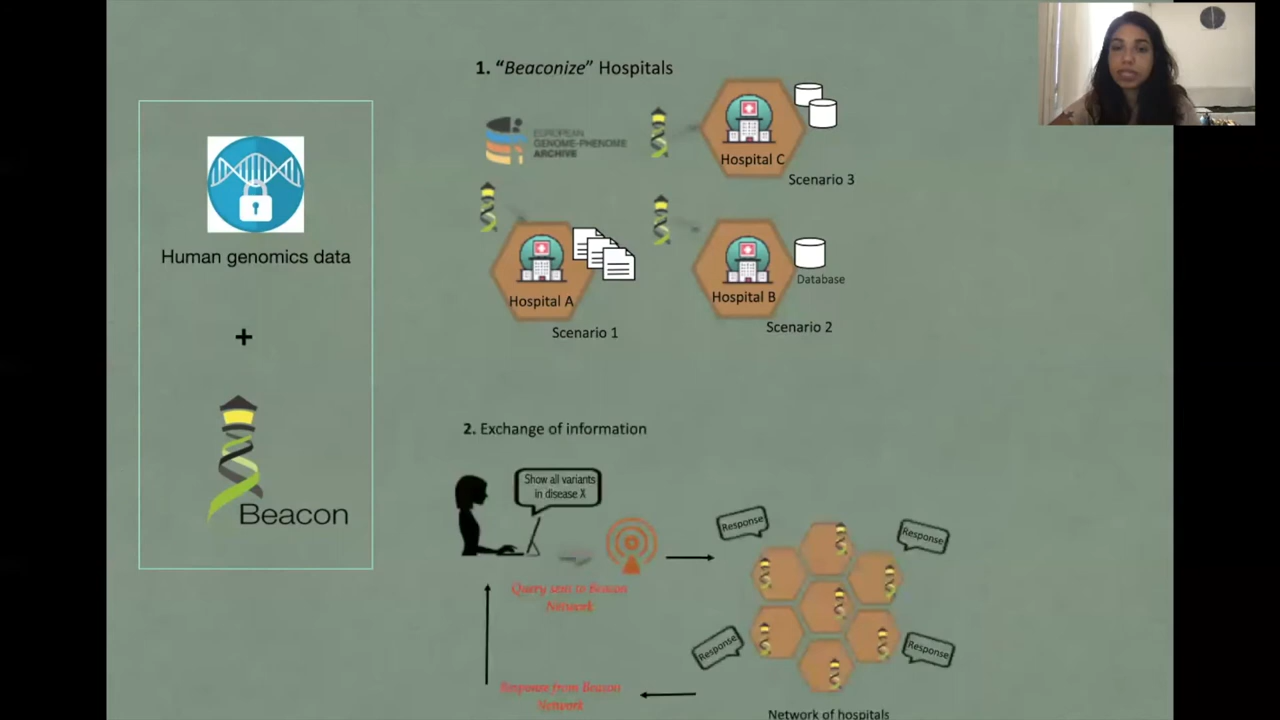 Human genomics data
+
Beacon
1. "Beaconize" Hospitals
EUROPEAN
GENOME-PHENOME
ARCHIVE
Hospital C
Scenario 3
Hospital A
Scenario 1
Hospital B
Database
Scenario 2
2. Exchange of information
Show all variants
in disease X
Query sent to Beacon
Network
Response
Response
Response
Response
Response from Beacon
Network
Network of hospitals